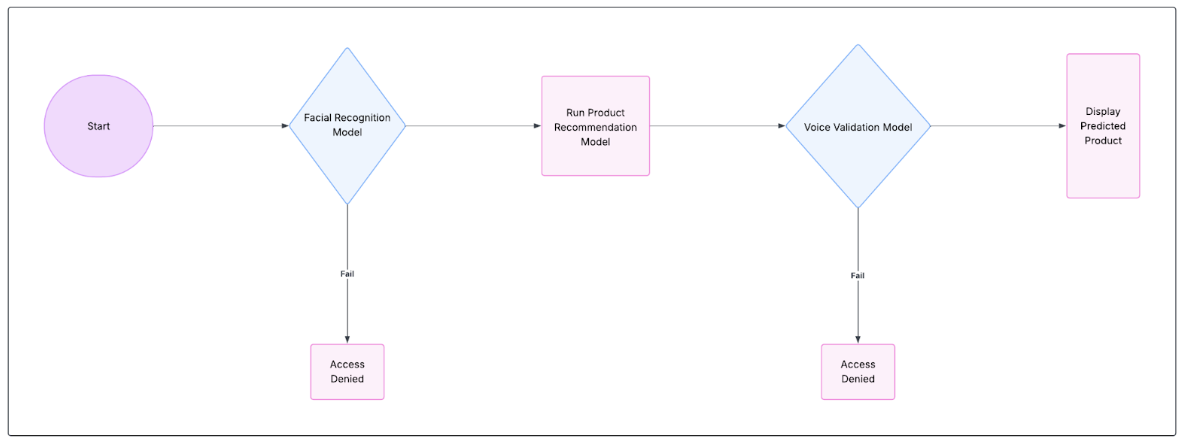 Start
Facial Recognition
Model
Run Product
Recommendation
Model
Voice Validation Model
Display
Predicted
Product
Fail
Fail
Access
Denied
Access
Denied